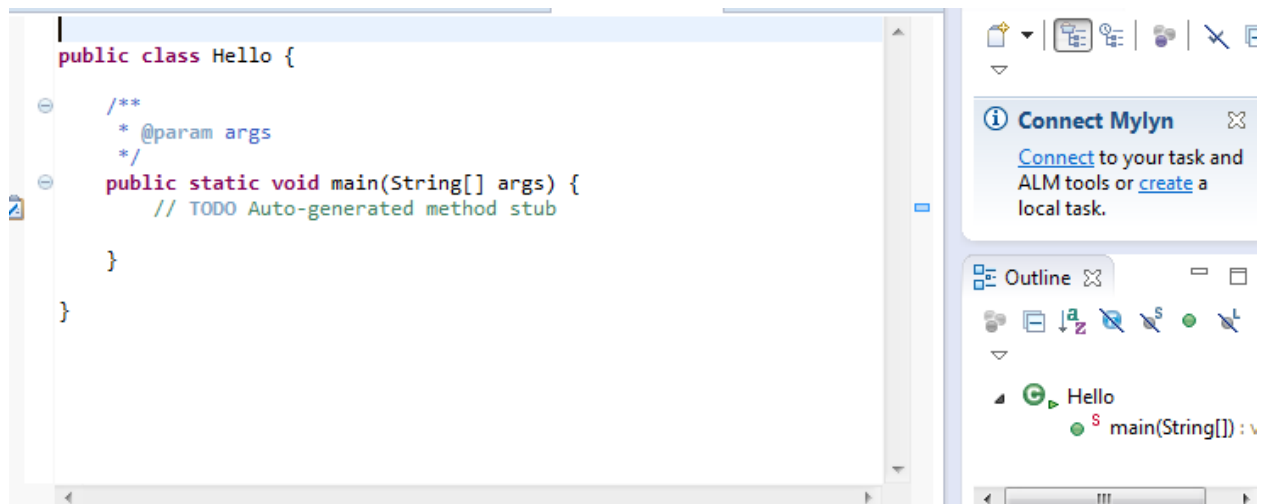 public class Hello {
/**
* @param args
*/
public static void main(String[] args) {
// TODO Auto-generated method stub
}
}
Connect Mylyn
Connect to your task and
ALM tools or create a
local task.
Outline
Hello
main(String[]) :